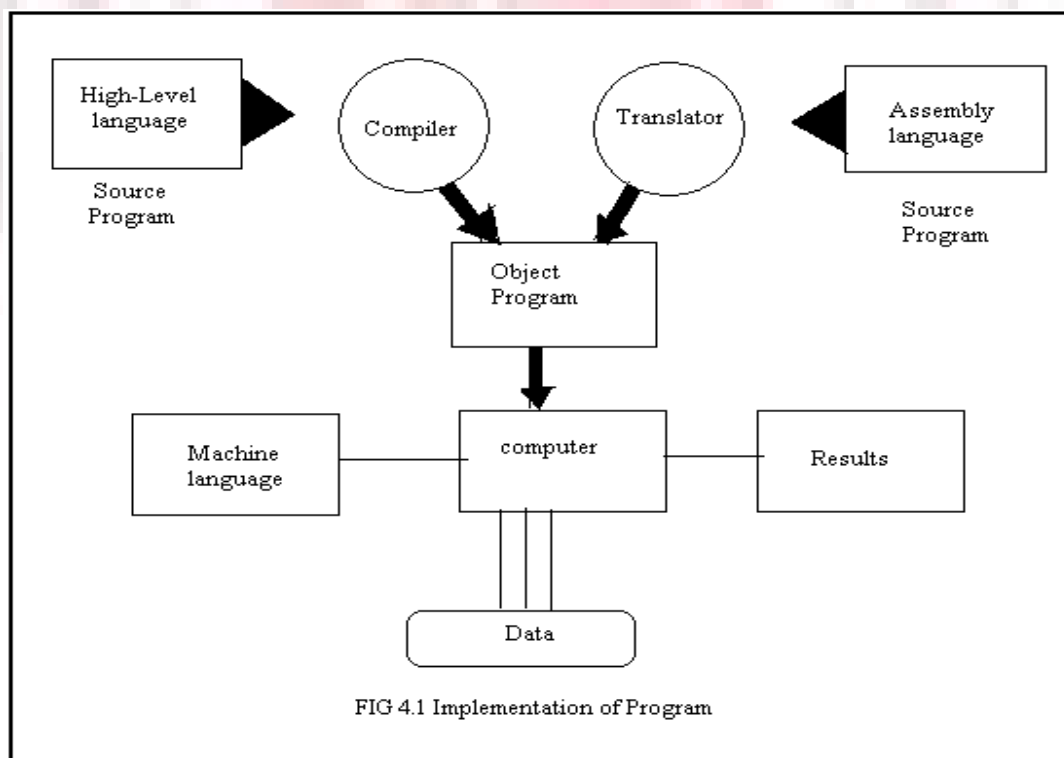 High-Level
language
Compiler
Translator
Assembly
language
Source
Program
Source
Program
Object
Program
Machine
language
computer
Results
Data
FIG 4.1 Implementation of Program